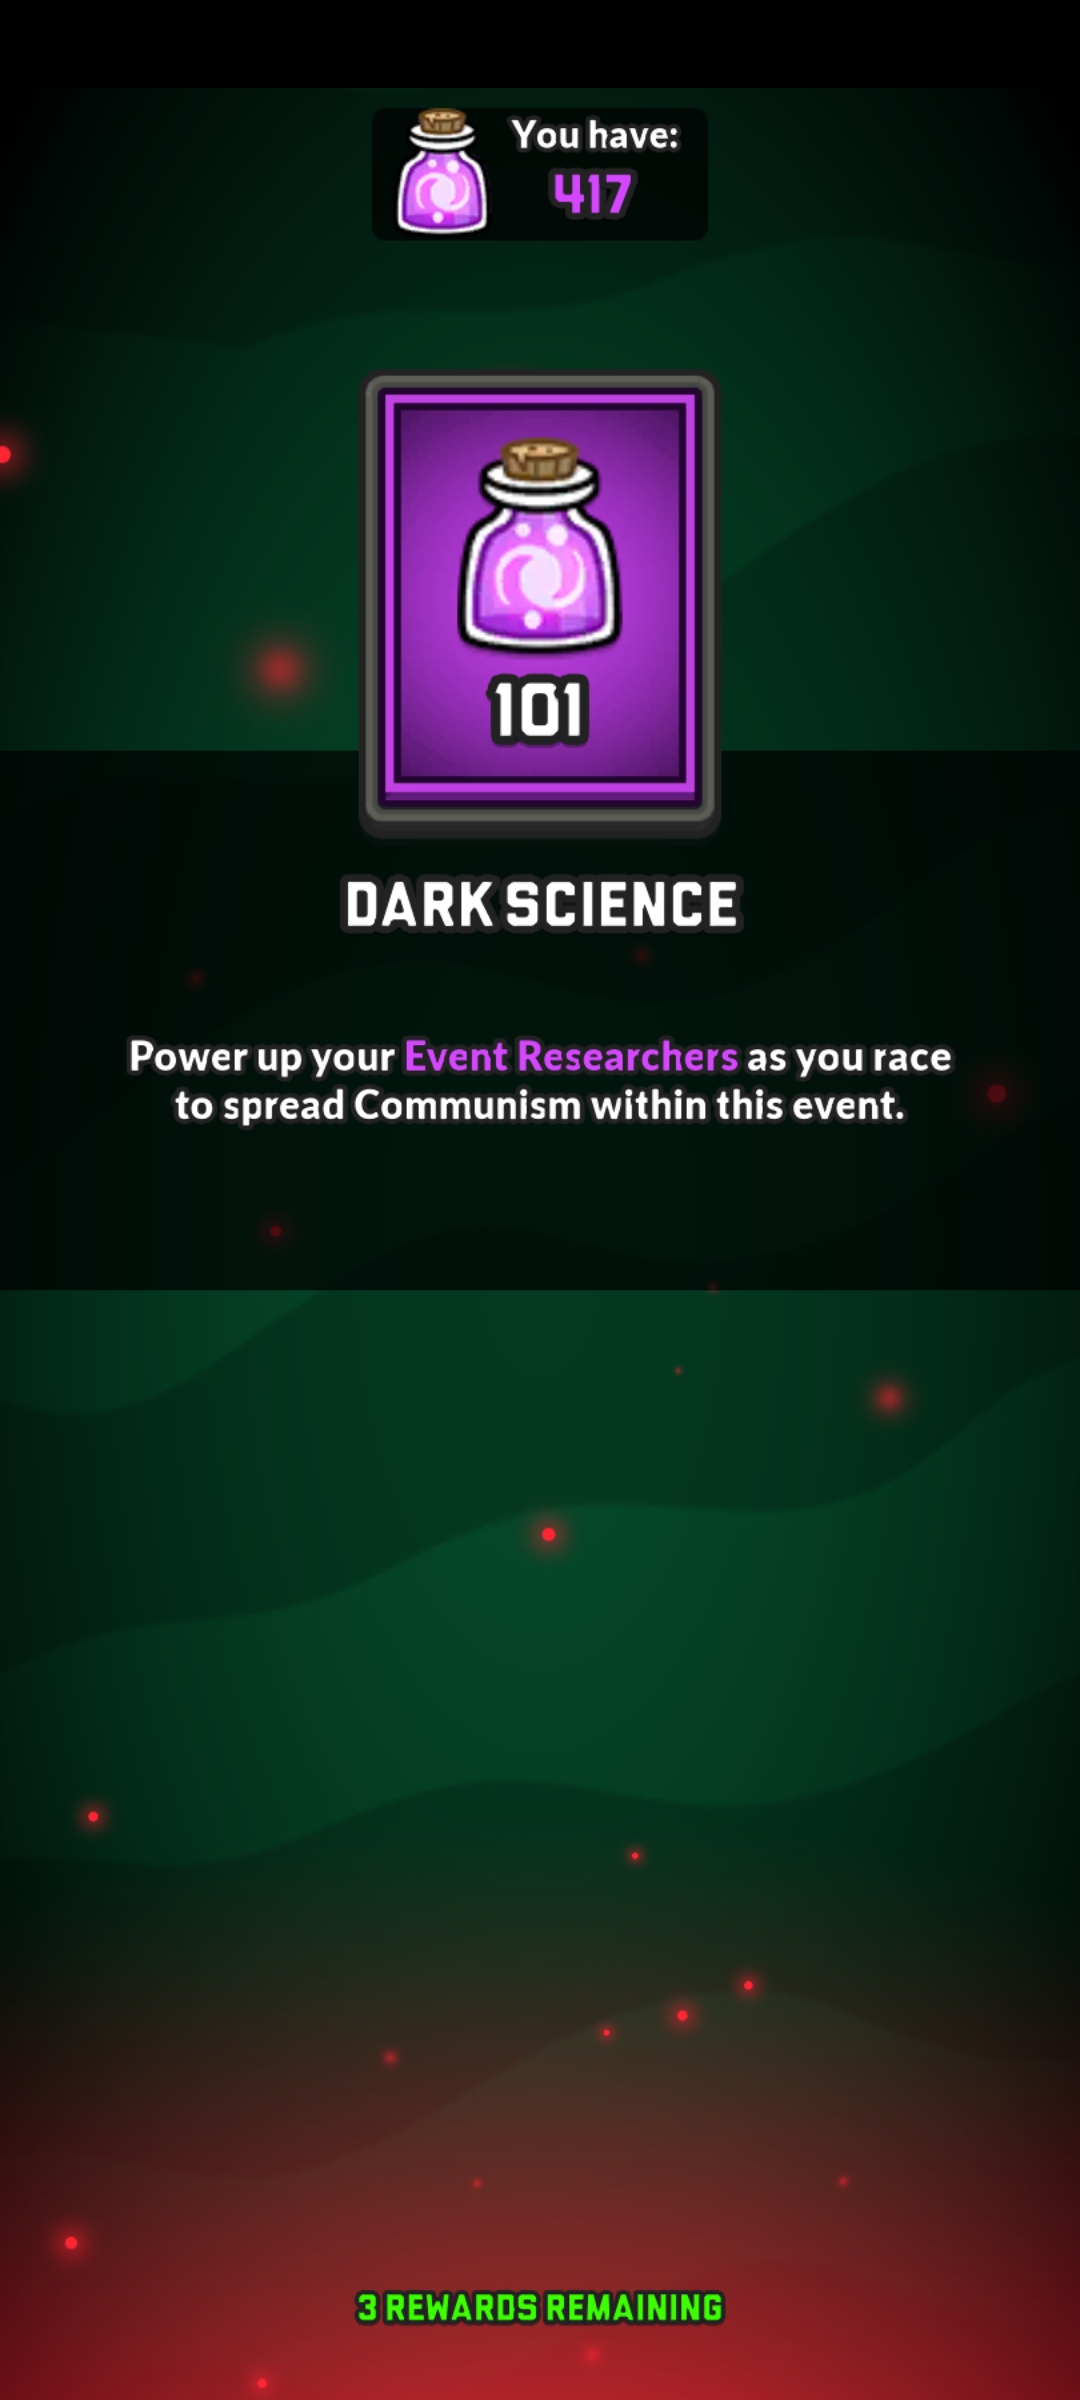 You have:
417
101
DARK SCIENCE
Power up your Event Researchers as you race
to spread Communism within this event.
3 REWARDS REMAINING